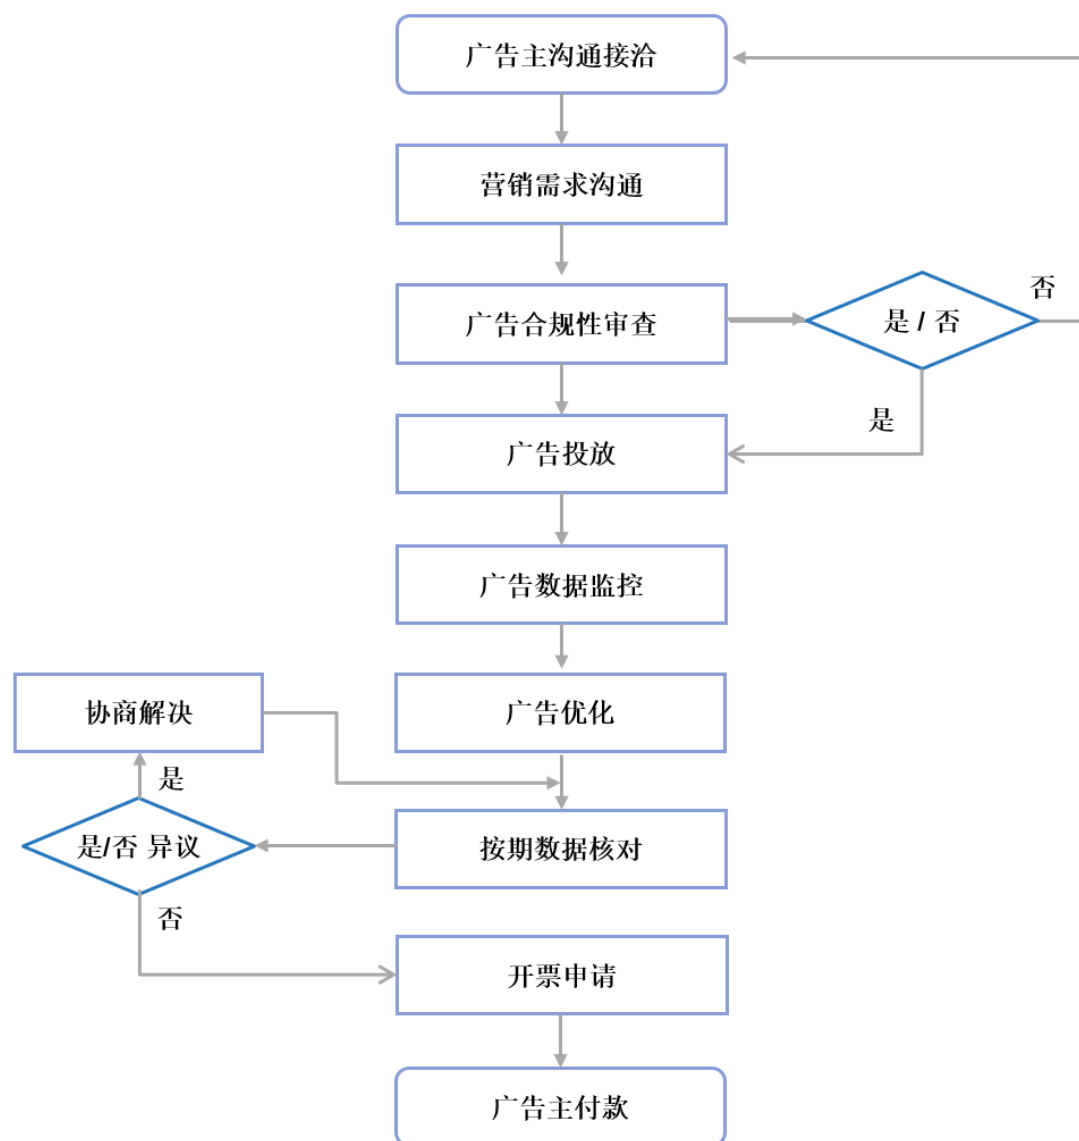 广告主沟通接洽
营销需求沟通
否
广告合规性审查
是 / 否
是
广告投放
广告数据监控
协商解决
广告优化
是
是/否 异议
按期数据核对
否
开票申请
广告主付款